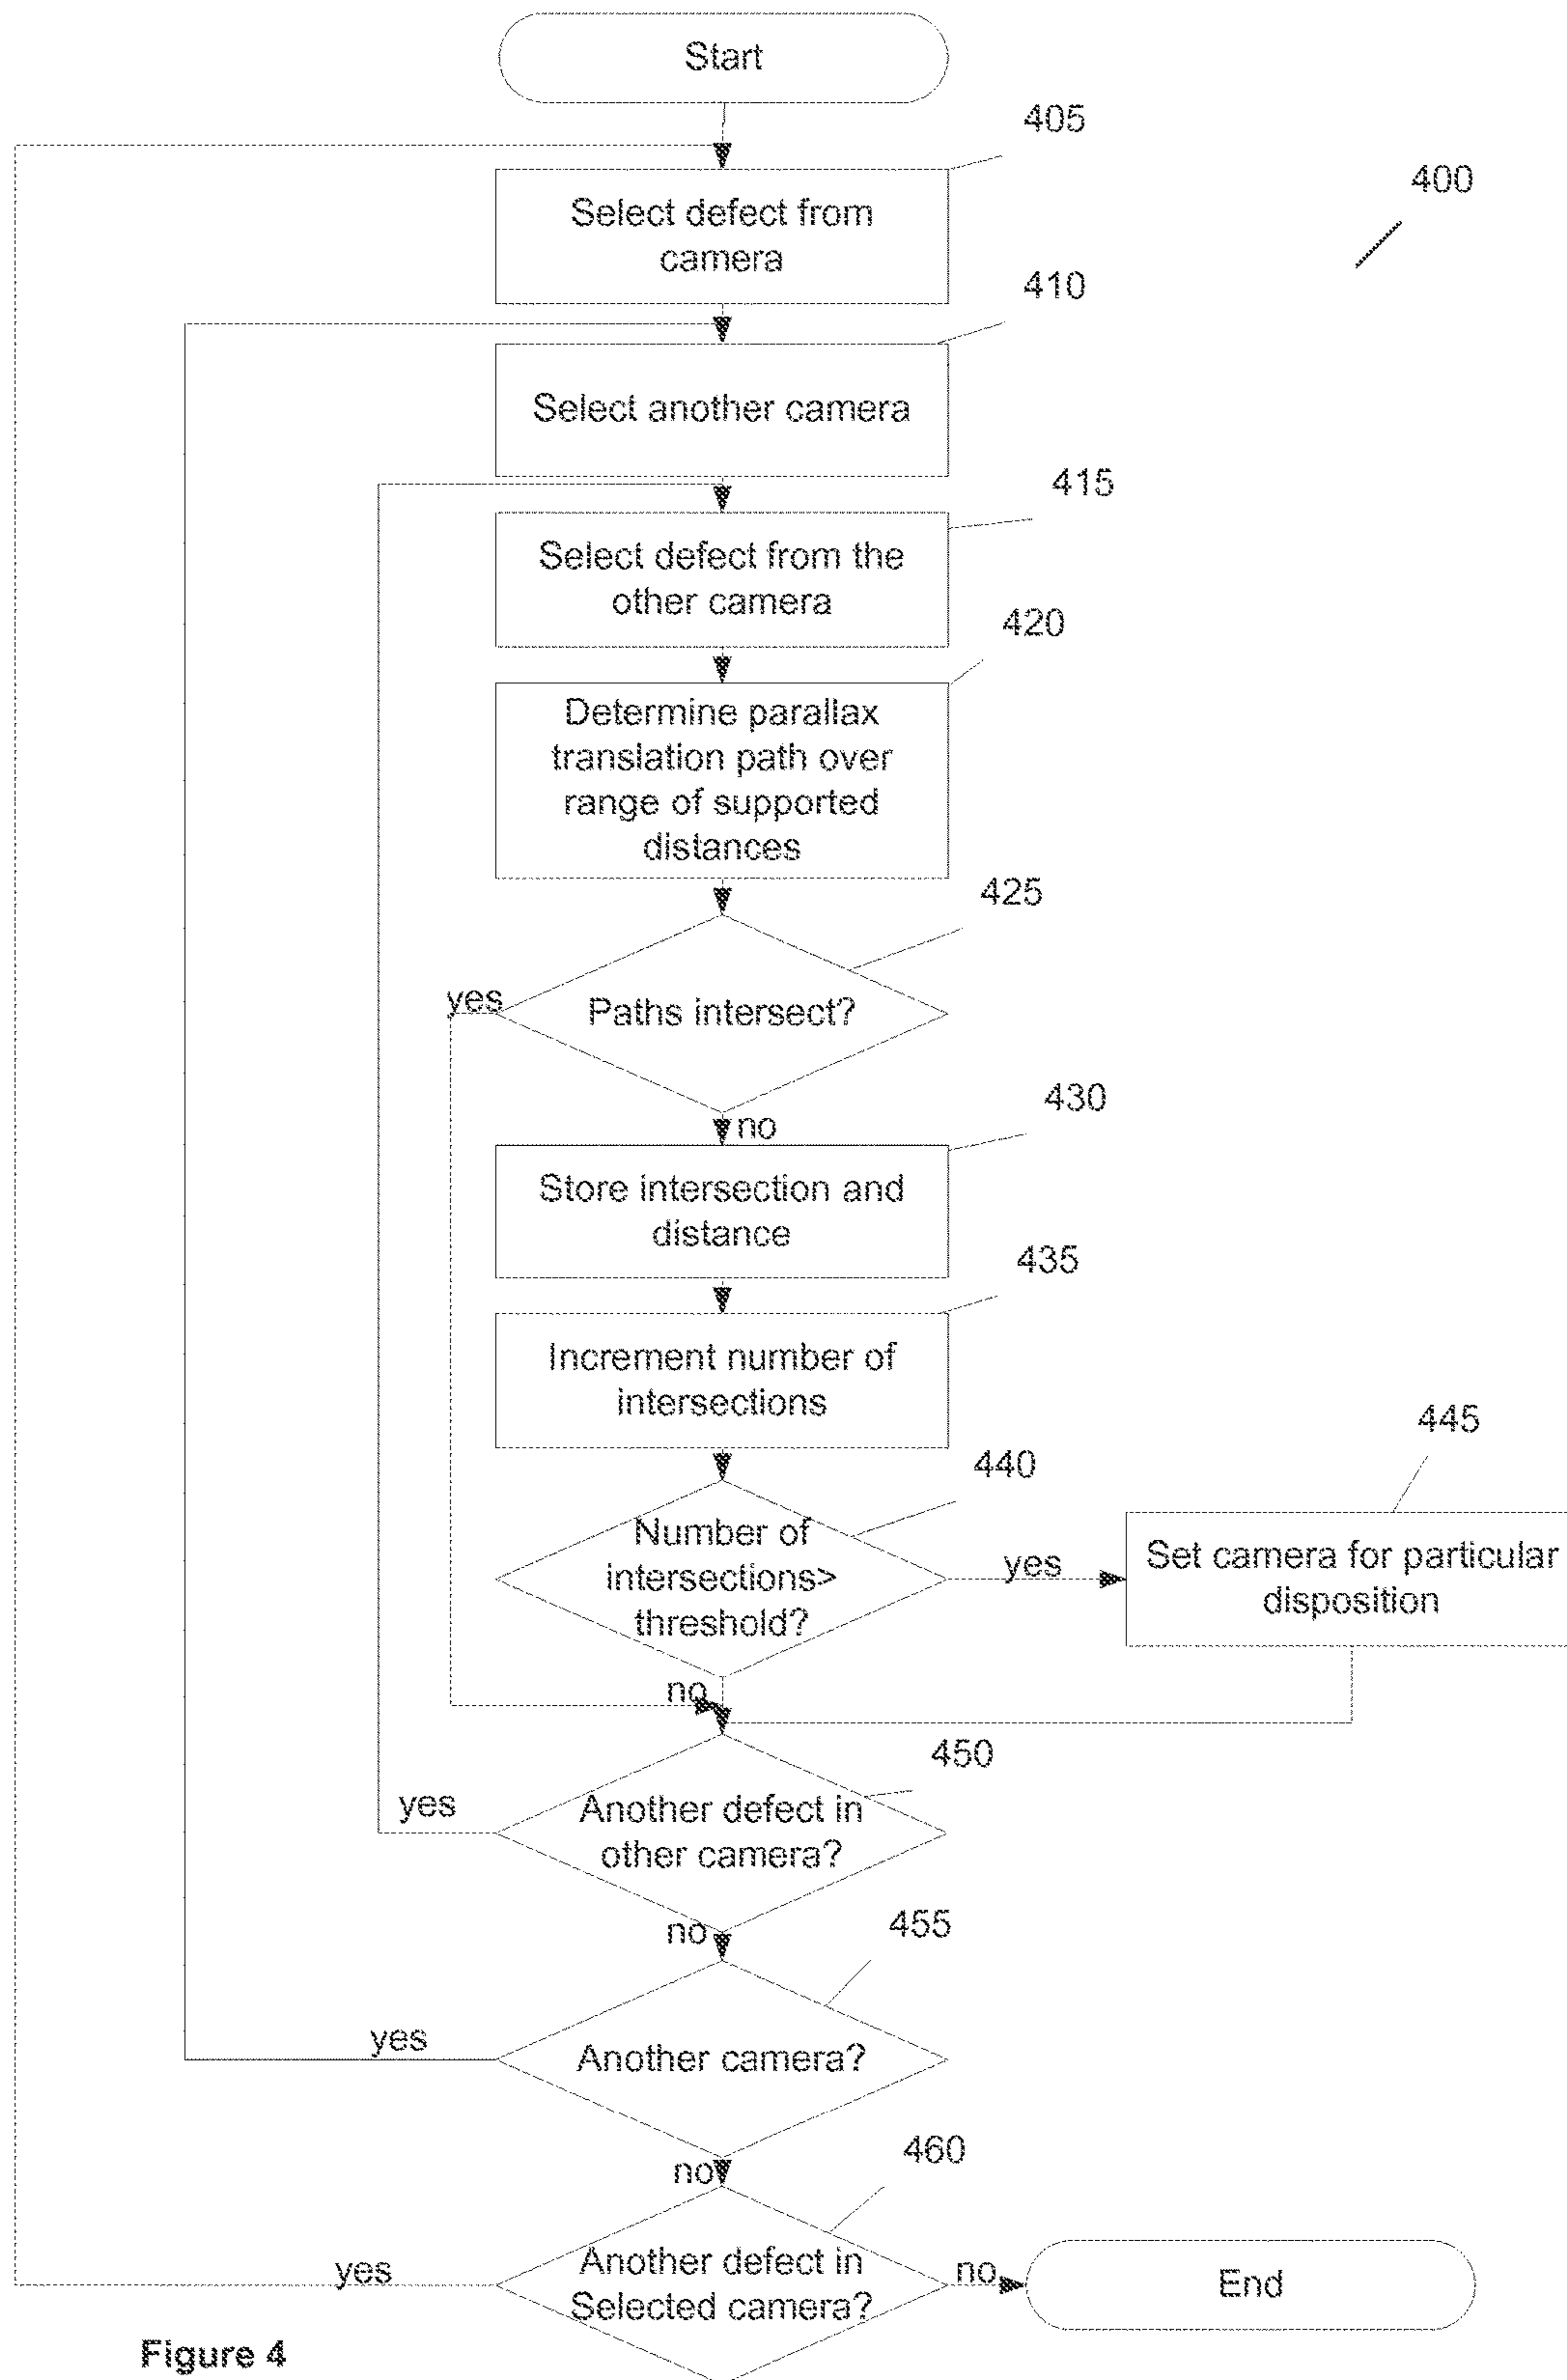 Start
405
400
Select defect from
camera
410
Select another camera
415
Select defect from the
other camera
420
Determine parallax
translation path over
range of supported
distances
425
yes
Paths intersect?
430
no
Store intersection and
distance
435
Increment number of
intersections
445
440
Number of
intersections>
threshold?
yes
Set camera for particular
disposition
no
450
yes
Another defect in
other camera?
no
455
yes
Another camera?
no
460
yes
Another defect in
Selected camera?
no
End
Figure 4